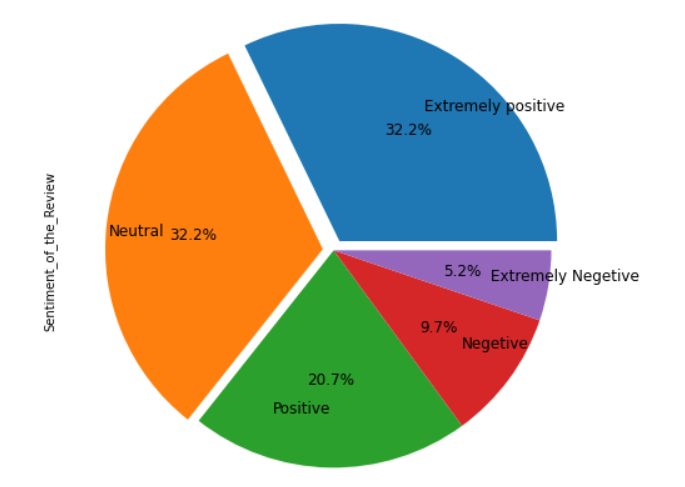 Extremely positive
32.2%
Neutral 32.2%
Sentiment_of_the_Review
5.2% Extremely Negetive
9.7%
Negetive
20.7%
Positive